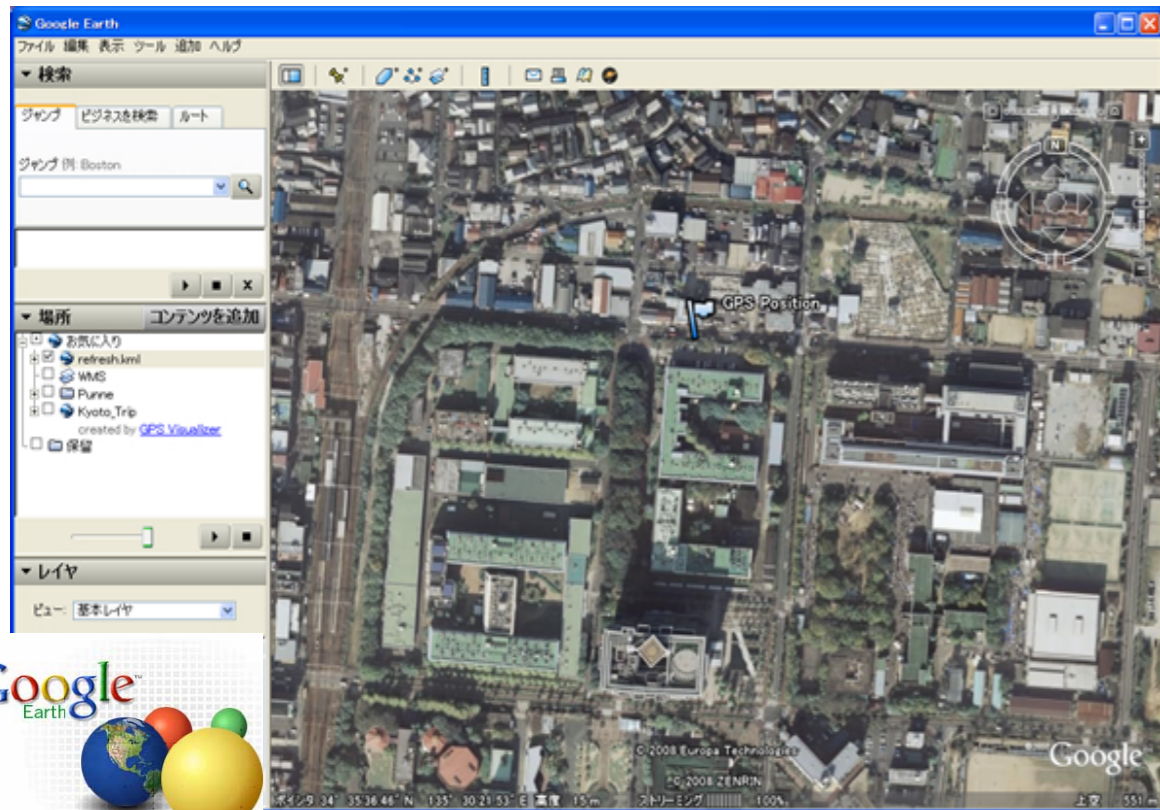 Google Earth
ファイル 編集 表示 ツール 追加 ヘルプ
▼ 検索
ジャンプ ビジネスを検索 ルート
ジャンプ 例: Boston
▼ 場所 コンテンツを追加
お気に入り
refresh.kml
WMS
Punne
Kyoto_Trip
created by GPS Visualizer
保留
▼ レイヤ
ビュー: 基本レイヤ
Google™
Earth
N
GPS Position
© 2008 Europa Technologies
© 2008 ZENRIN
Google
ポインタ 34° 35'36.46" N 135° 30'21.53" E 高度 15 m ストリーミング |||||||||| 100% 上空 551